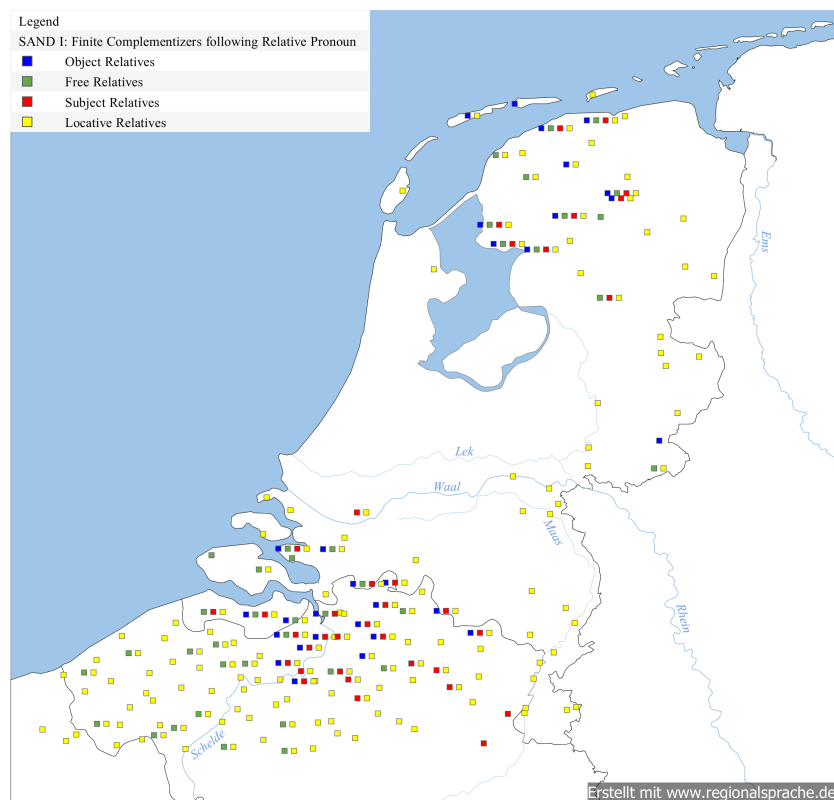 Legend
SAND I: Finite Complementizers following Relative Pronoun
Object Relatives
Free Relatives
Subject Relatives
Locative Relatives
Ems
Lek
Waal
Maas
Rhein
Schelde
Erstellt mit www.regionalsprache.de